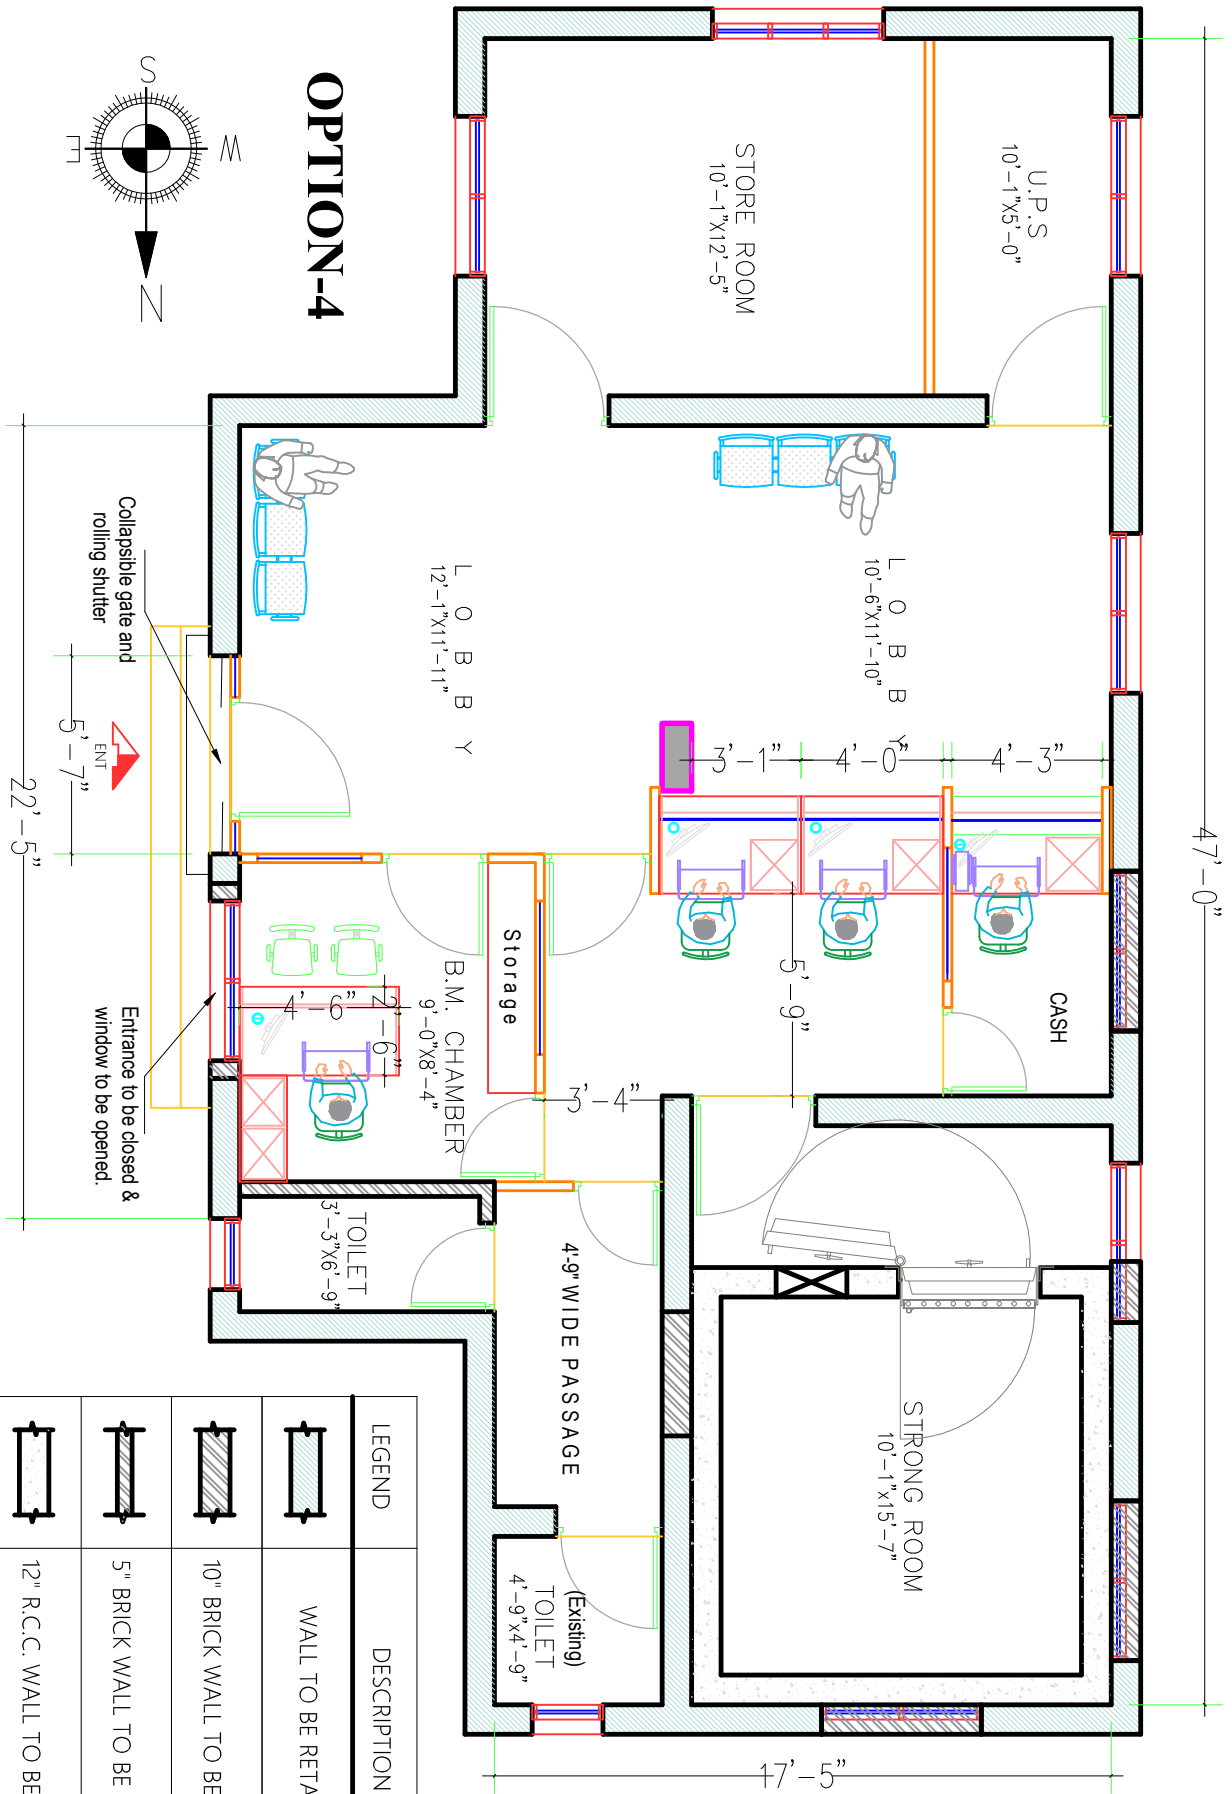 47'-0"
U.P.S
10'-1"X5'-0"
STORE ROOM
10'-1"X12'-5"
OPTION-4
S
W
E
N
L O B B Y
10'-6"X11'-10"
L O B B Y
12'-1"X11'-11"
3'-1"
4'-0"
4'-3"
Collapsible gate and
rolling shutter
5'-7"
ENT
22'-5"
CASH
5'-9"
Storage
B.M. CHAMBER
9'-0"X8'-4"
4'-6"
2'-6"
3'-4"
Entrance to be closed &
window to be opened.
TOILET
3'-3"X6'-9"
4'-9" WIDE PASSAGE
STRONG ROOM
10'-1"x15'-7"
(Existing)
TOILET
4'-9"x4'-9"
17'-5"
LEGEND
DESCRIPTION
WALL TO BE RETA
10" BRICK WALL TO BE
5" BRICK WALL TO BE
12" R.C.C. WALL TO BE